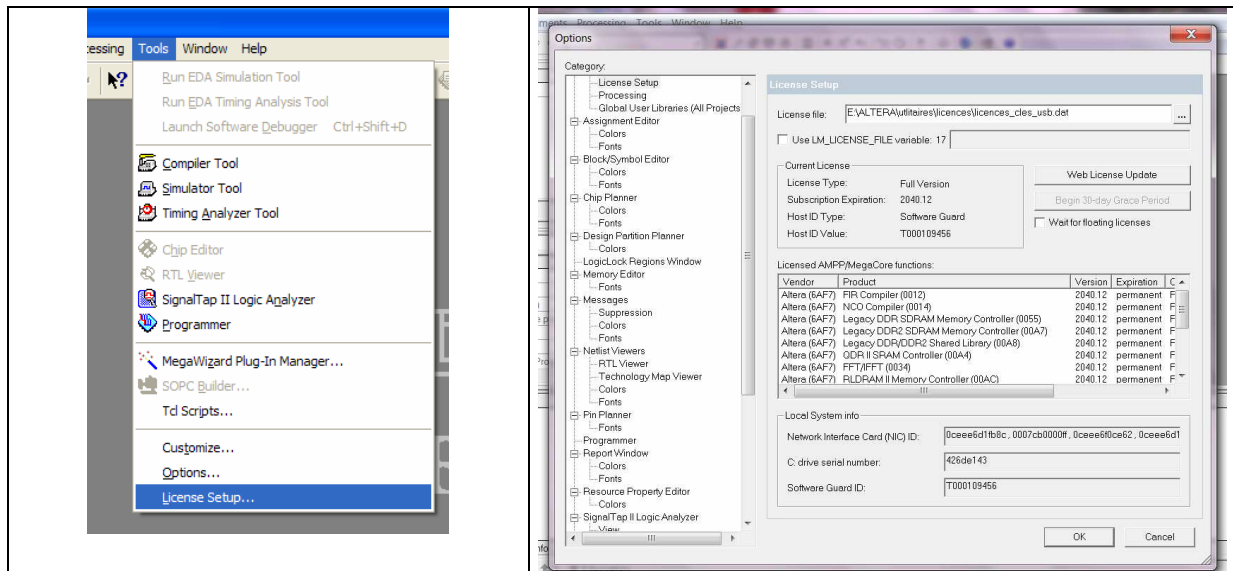 essing Tools Window Help
Run EDA Simulation Tool
Run EDA Timing Analysis Tool
Launch Software Debugger Ctrl+Shift+D
Compiler Tool
Simulator Tool
Timing Analyzer Tool
Chip Editor
RTL Viewer
SignalTap II Logic Analyzer
Programmer
MegaWizard Plug-In Manager...
SOPC Builder...
Tcl Scripts...
Customize...
Options...
License Setup...
ments Processing Tools Window Help
Options
Category:
License Setup
Processing
Global User Libraries (All Projects
Assignment Editor
Colors
Fonts
Block/Symbol Editor
Colors
Fonts
Chip Planner
Colors
Fonts
Design Partition Planner
Colors
LogicLock Regions Window
Memory Editor
Fonts
Messages
Suppression
Colors
Fonts
Netlist Viewers
RTL Viewer
Technology Map Viewer
Colors
Fonts
Pin Planner
Fonts
Programmer
Report Window
Colors
Fonts
Resource Property Editor
Colors
SignalTap II Logic Analyzer
View
License Setup
License file: E:\ALTERA\utlitaires\licences\licences_cles_usb.dat ...
Use LM_LICENSE_FILE variable: 17
Current License
License Type: Full Version
Subscription Expiration: 2040.12
Host ID Type: Software Guard
Host ID Value: T000109456
Web License Update
Begin 30-day Grace Period
Wait for floating licenses
Licensed AMPP/MegaCore functions:
Vendor Product Version Expiration C
Altera (6AF7) FIR Compiler (0012) 2040.12 permanent F
Altera (6AF7) NCO Compiler (0014) 2040.12 permanent F
Altera (6AF7) Legacy DDR SDRAM Memory Controller (0055) 2040.12 permanent F
Altera (6AF7) Legacy DDR2 SDRAM Memory Controller (00A7) 2040.12 permanent F
Altera (6AF7) Legacy DDR/DDR2 Shared Library (00A8) 2040.12 permanent F
Altera (6AF7) QDR II SRAM Controller (00A4) 2040.12 permanent F
Altera (6AF7) FFT/IFFT (0034) 2040.12 permanent F
Altera (6AF7) RLDRAM II Memory Controller (00AC) 2040.12 permanent F
Local System info
Network Interface Card (NIC) ID: 0ceee6d1fb8c, 0007cb0000ff, 0ceee6f0ce62, 0ceee6d1
C: drive serial number: 426de143
Software Guard ID: T000109456
OK Cancel